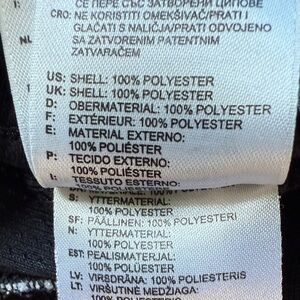 СЕ ПЕРЕ СЪС ЗАТВОРЕНИ ЦИПОВЕ
CRO: NE KORISTITI OMEKŠIVAČ/PRATI I
GLAČATI S NALIČJA/PRATI ODVOJENO
SA ZATVORENIM PATENTNIM
ZATVARAČEM
NL
US: SHELL: 100% POLYESTER
UK: SHELL: 100% POLYESTER
D: OBERMATERIAL: 100% POLYESTER
F: EXTÉRIEUR: 100% POLYESTER
E: MATERIAL EXTERNO:
100% POLIÉSTER
P: TECIDO EXTERNO:
100% POLIÉSTER
I: TESSUTO ESTERNO:
S: YTTERMATERIAL:
100% POLYESTER
SF: PÄÄLLINEN: 100% POLYESTERI
N: YTTERMATERIAL:
100% POLYESTER
EST: PEALISMATERJAL:
100% POLÜESTER
LV: VIRSDRĀNA: 100% POLIESTERIS
LT: VIRŠUTINĖ MEDŽIAGA: